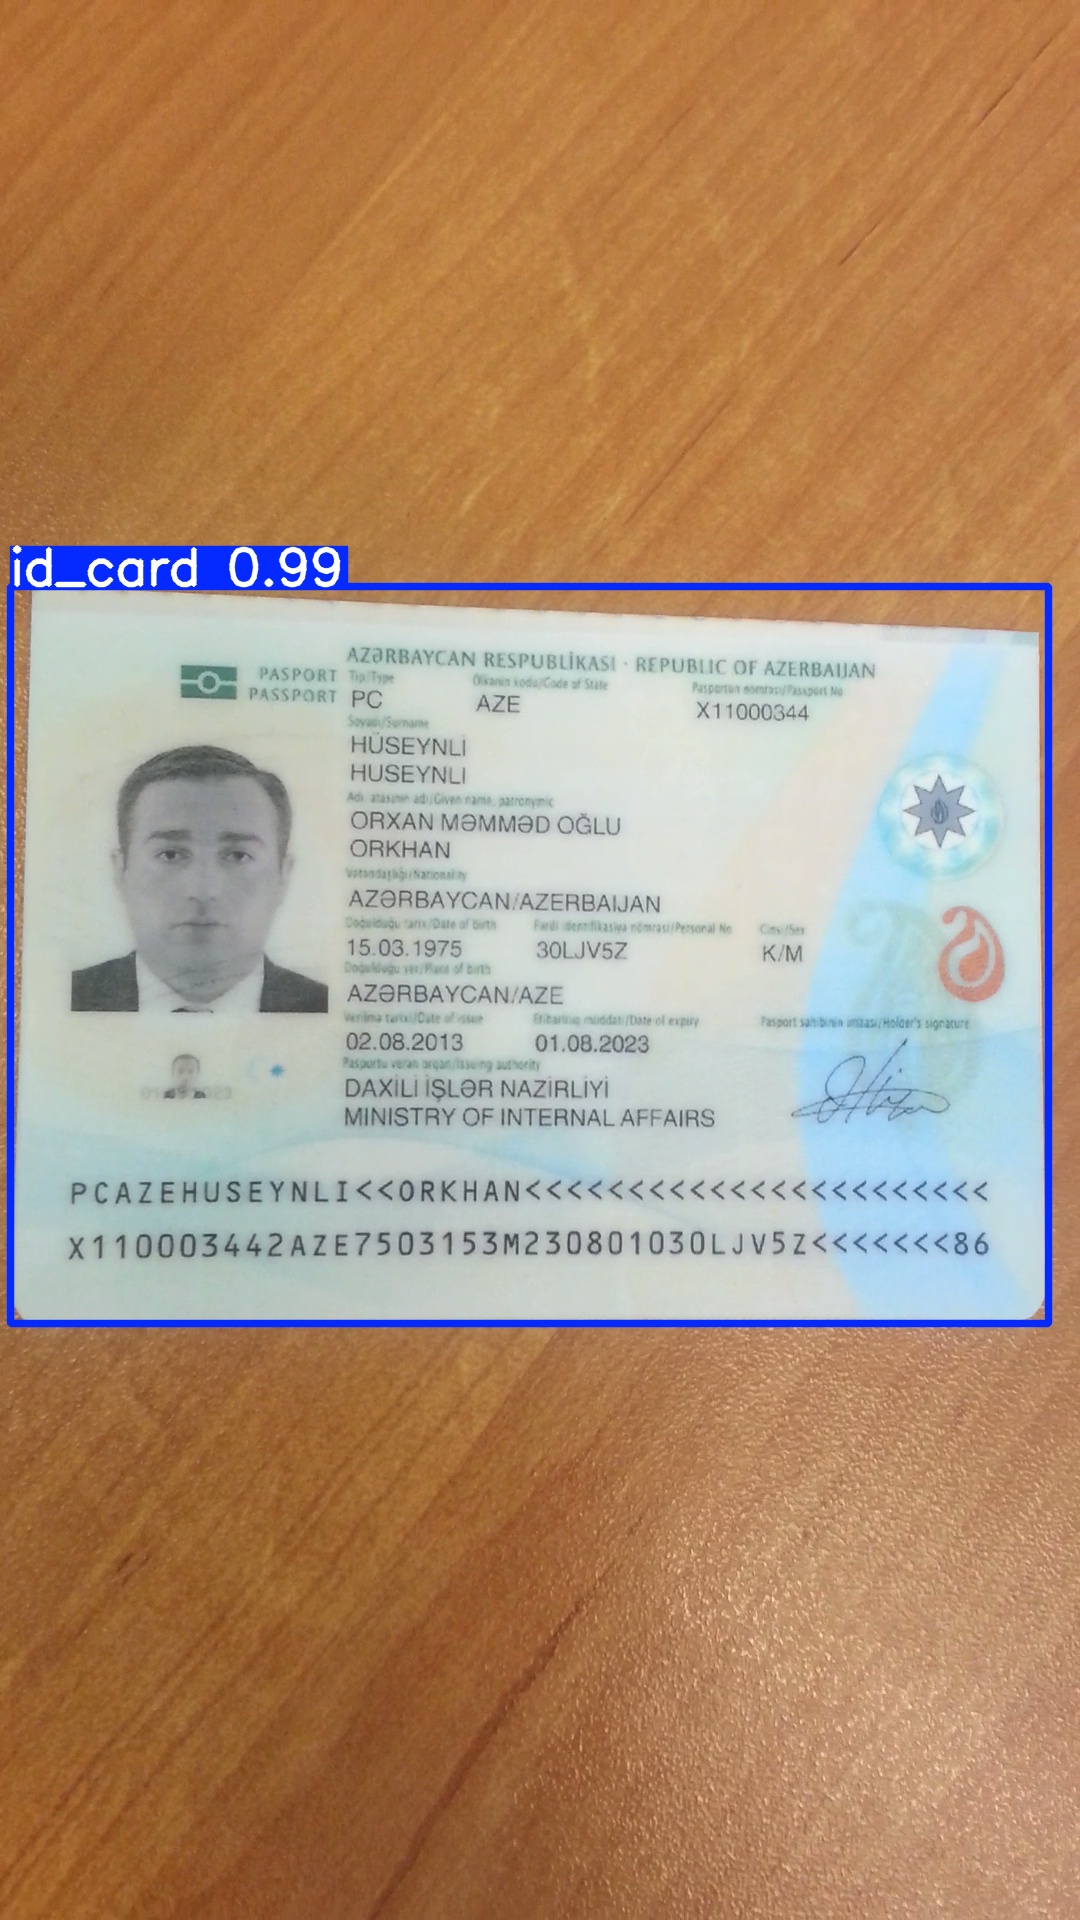 id_card 0.99
AZƏRBAYCAN RESPUBLİKASI · REPUBLIC OF AZERBAIJAN
PASPORT
PASSPORT
Tip/Type
Ölkənin kodu/Code of State
Pasportun nömrəsi/Passport No
PC
AZE
X11000344
Soyadı/Surname
HÜSEYNLİ
HUSEYNLI
Adı, atasının adı/Given name, patronymic
ORXAN MƏMMƏD OĞLU
ORKHAN
Vətəndaşlığı/Nationality
AZƏRBAYCAN/AZERBAIJAN
Doğulduğu tarix/Date of birth
Fərdi identifikasiya nömrəsi/Personal No
Cinsi/Sex
15.03.1975
30LJV5Z
K/M
Doğulduğu yer/Place of birth
AZƏRBAYCAN/AZE
Verilmə tarixi/Date of issue
Etibarlılıq müddəti/Date of expiry
Pasport sahibinin imzası/Holder's signature
02.08.2013
01.08.2023
Pasportu verən orqan/Issuing authority
DAXİLİ İŞLƏR NAZİRLİYİ
MINISTRY OF INTERNAL AFFAIRS
PCAZEHUSEYNLI<<ORKHAN<<<<<<<<<<<<<<<<<<<<<<<
X110003442AZE7503153M230801030LJV5Z<<<<<<<86